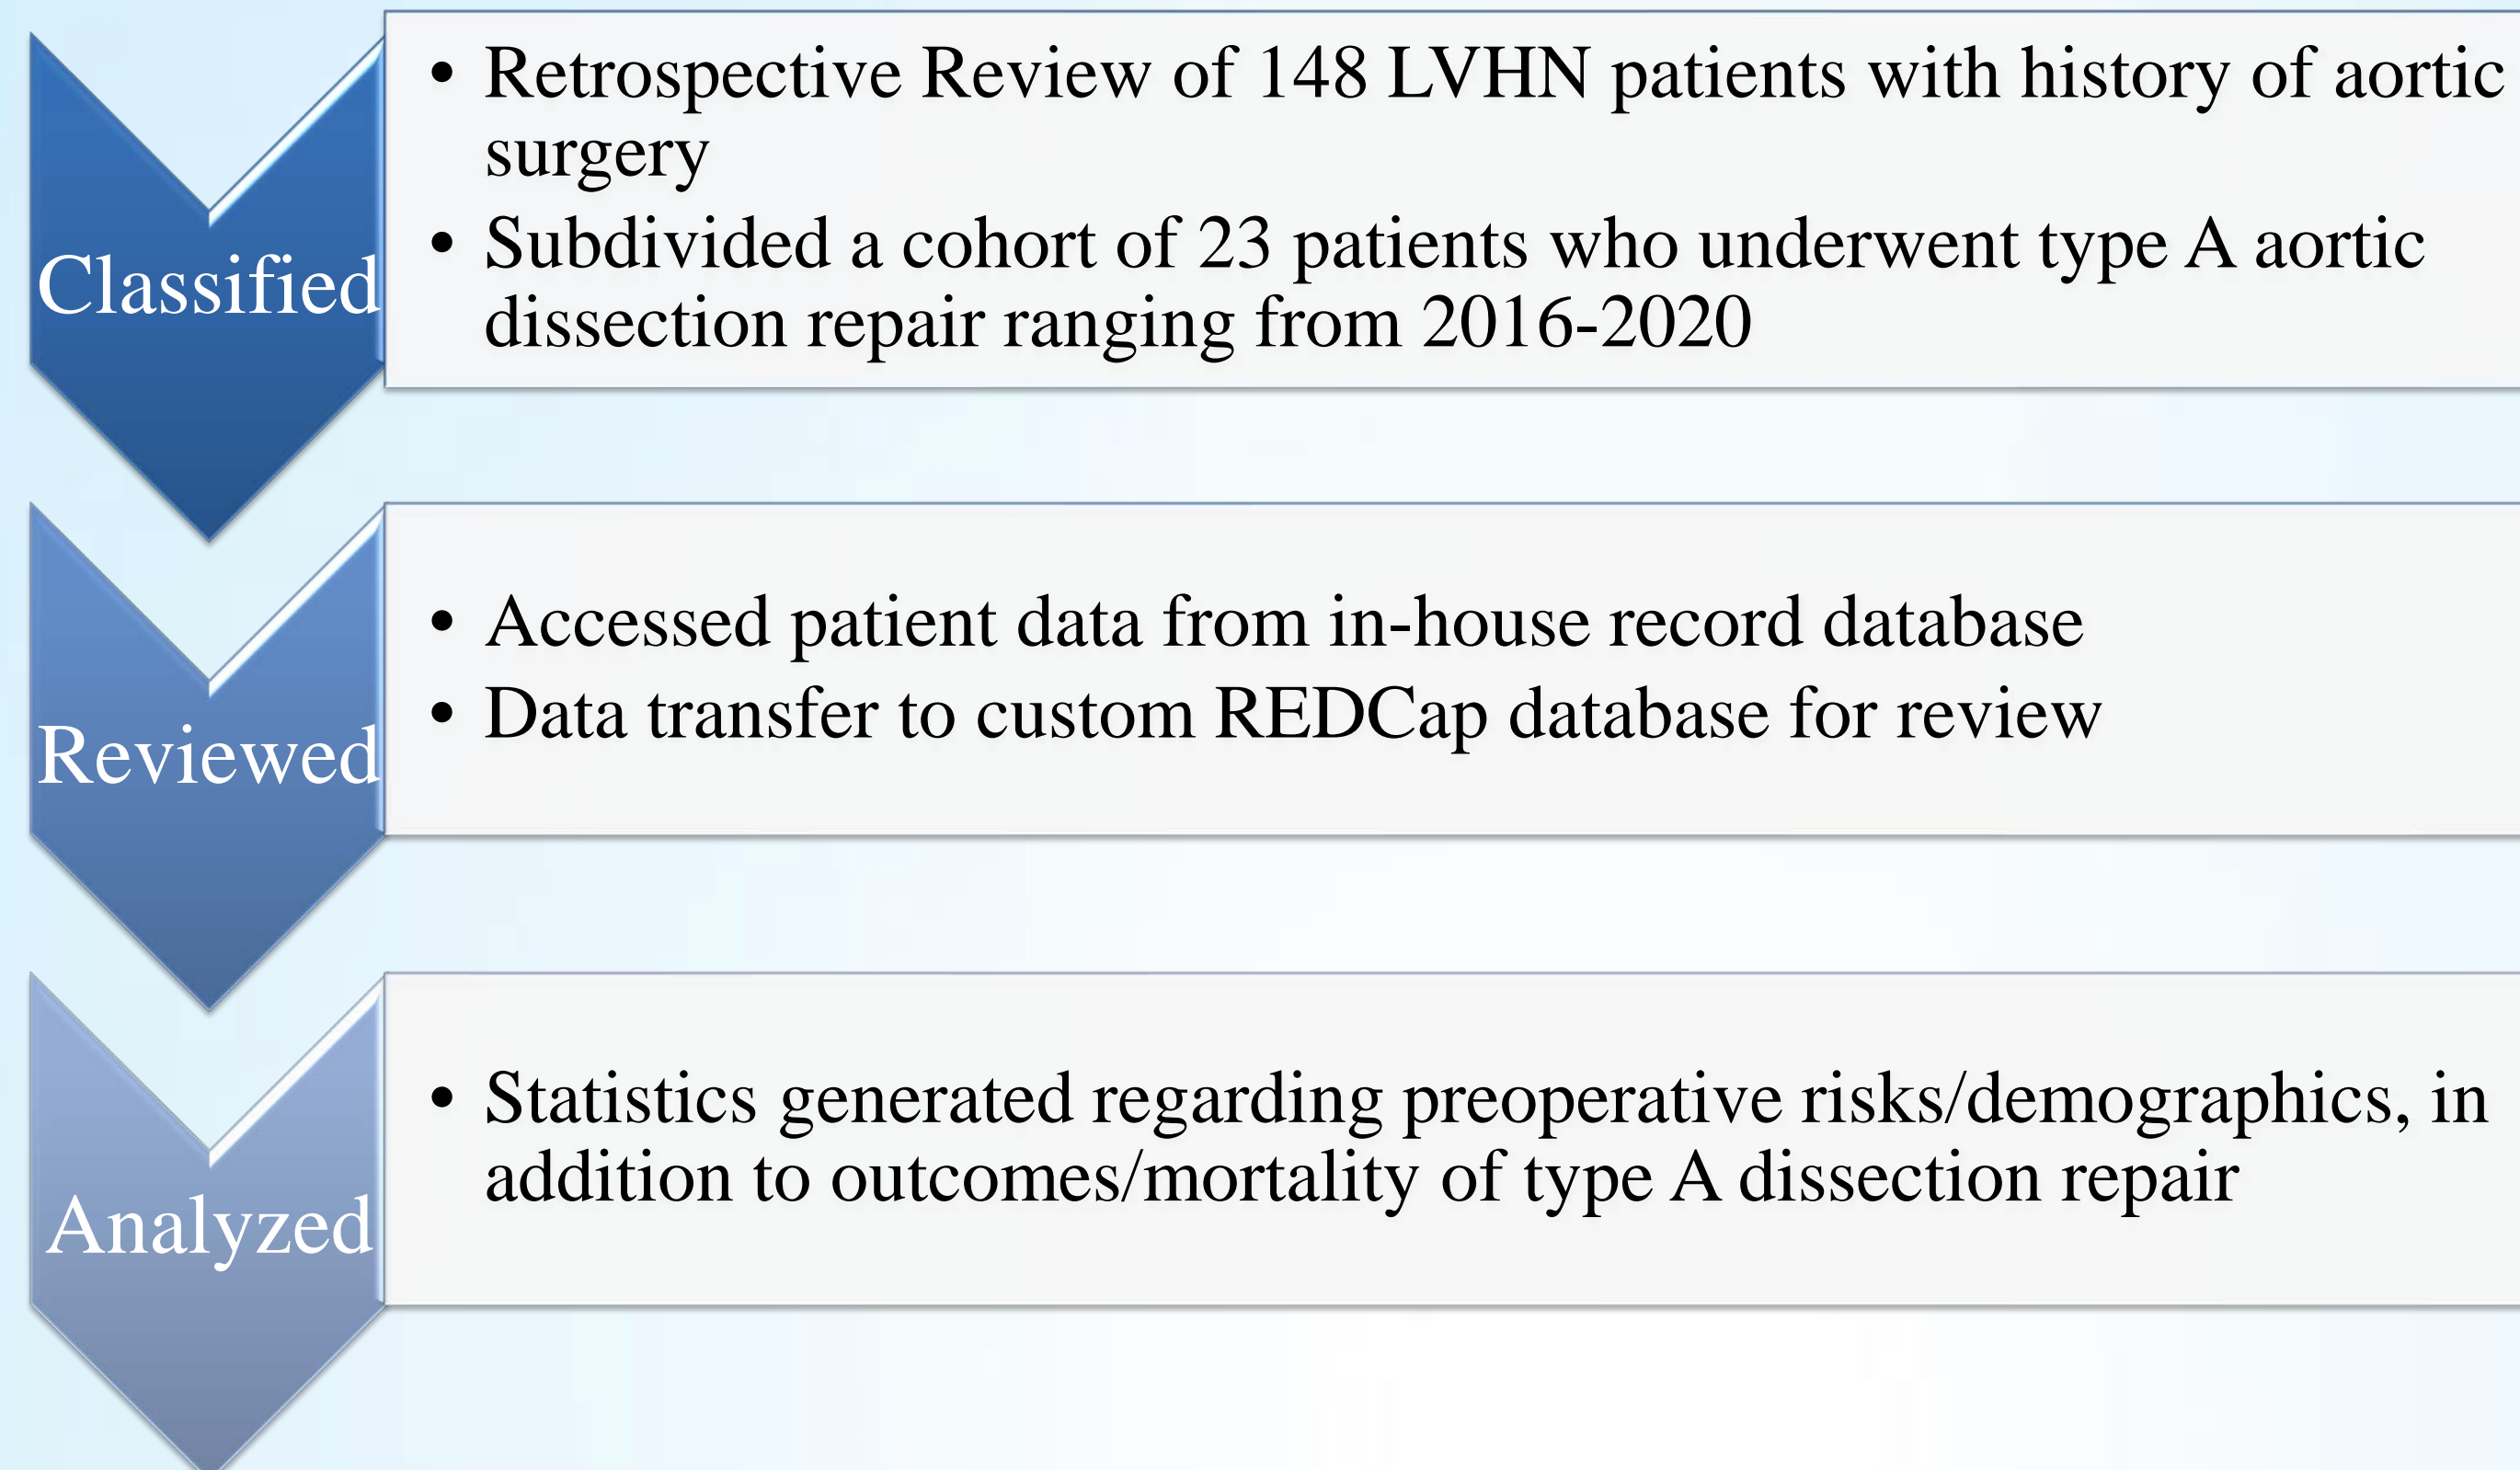 Classified
• Retrospective Review of 148 LVHN patients with history of aortic
surgery
• Subdivided a cohort of 23 patients who underwent type A aortic
dissection repair ranging from 2016-2020
Reviewed
• Accessed patient data from in-house record database
• Data transfer to custom REDCap database for review
Analyzed
• Statistics generated regarding preoperative risks/demographics, in
addition to outcomes/mortality of type A dissection repair